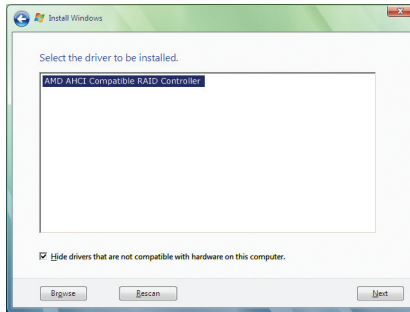 Install Windows
Select the driver to be installed.
AMD AHCI Compatible RAID Controller
Hide drivers that are not compatible with hardware on this computer.
Browse Rescan Next